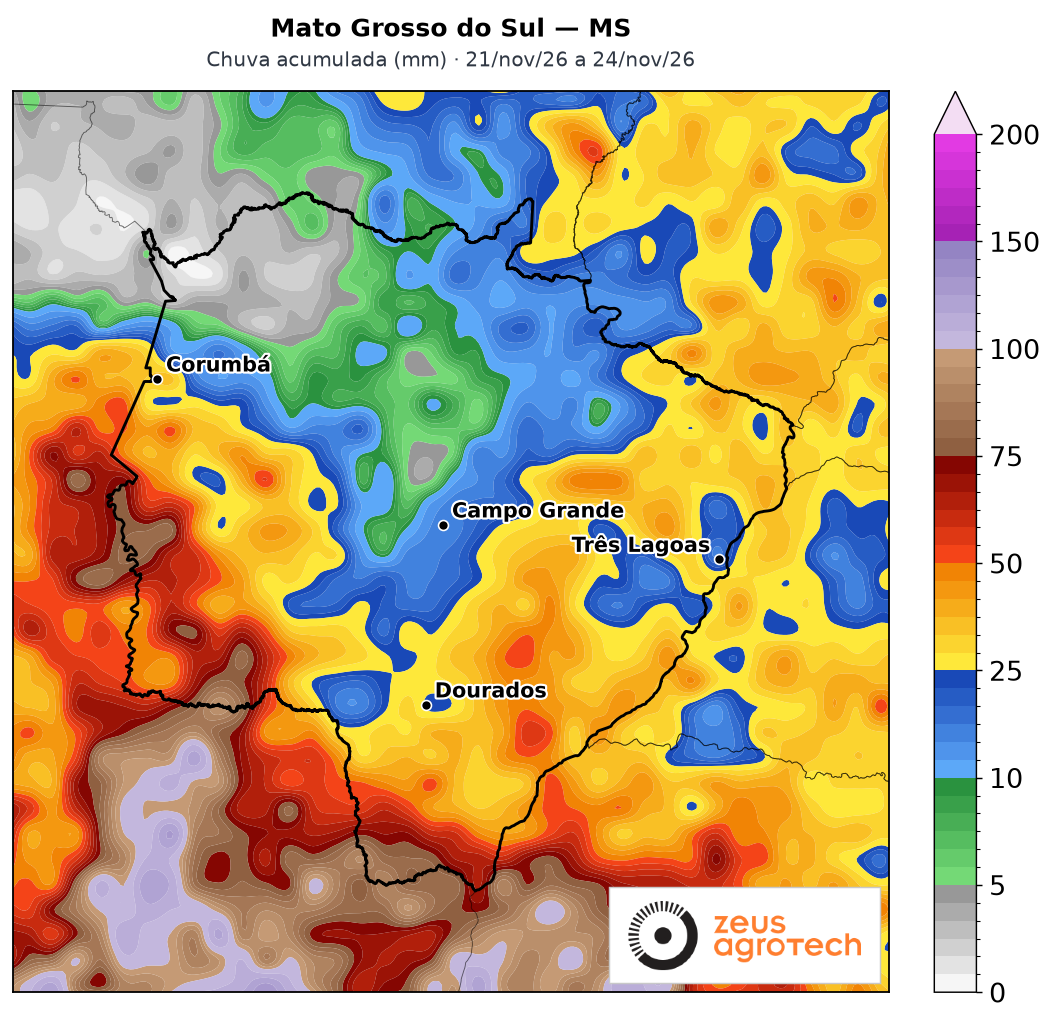 Mato Grosso do Sul — MS
Chuva acumulada (mm) · 21/nov/26 a 24/nov/26
200
150
100
75
50
25
10
5
0
Corumbá
Campo Grande
Três Lagoas
Dourados
zeus
agrotech